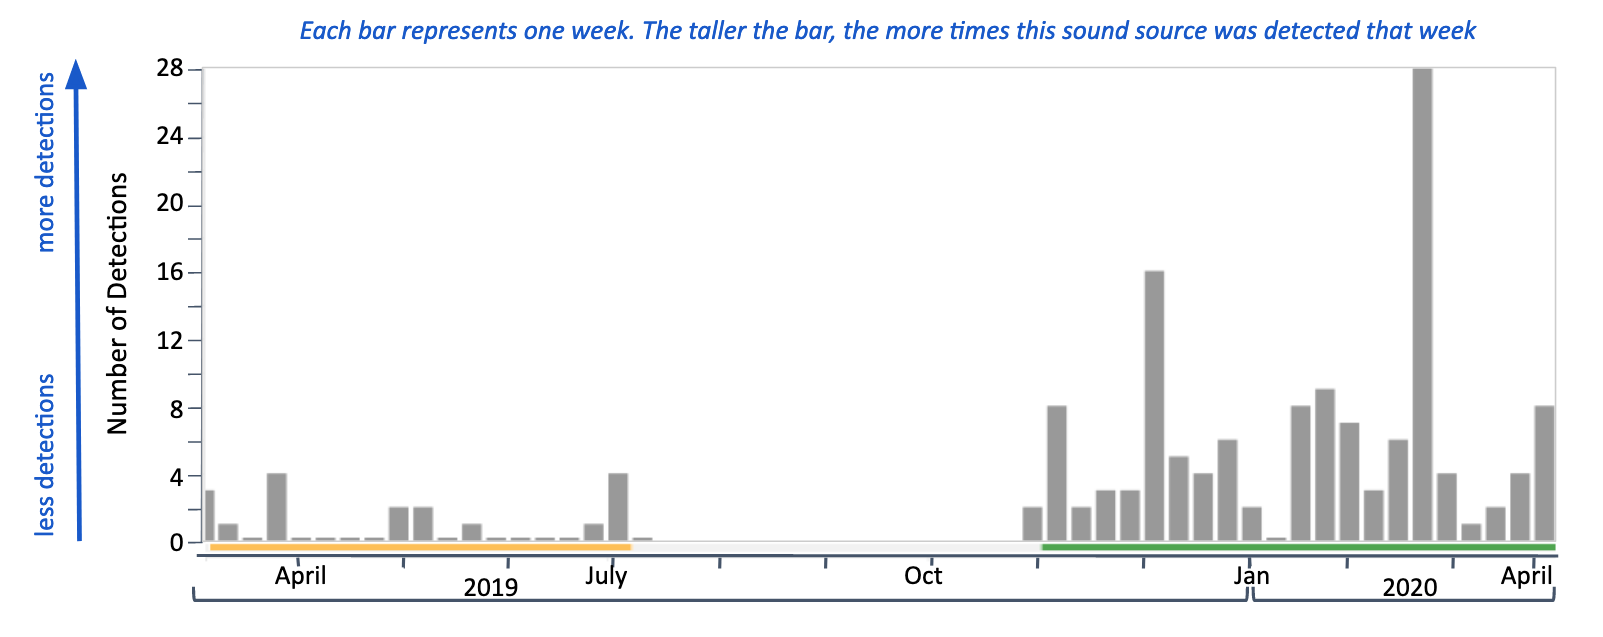 Each bar represents one week. The taller the bar, the more times this sound source was detected that week
more detections
less detections
Number of Detections
28
24
20
16
12
8
4
0
April
July
Oct
Jan
April
2019
2020